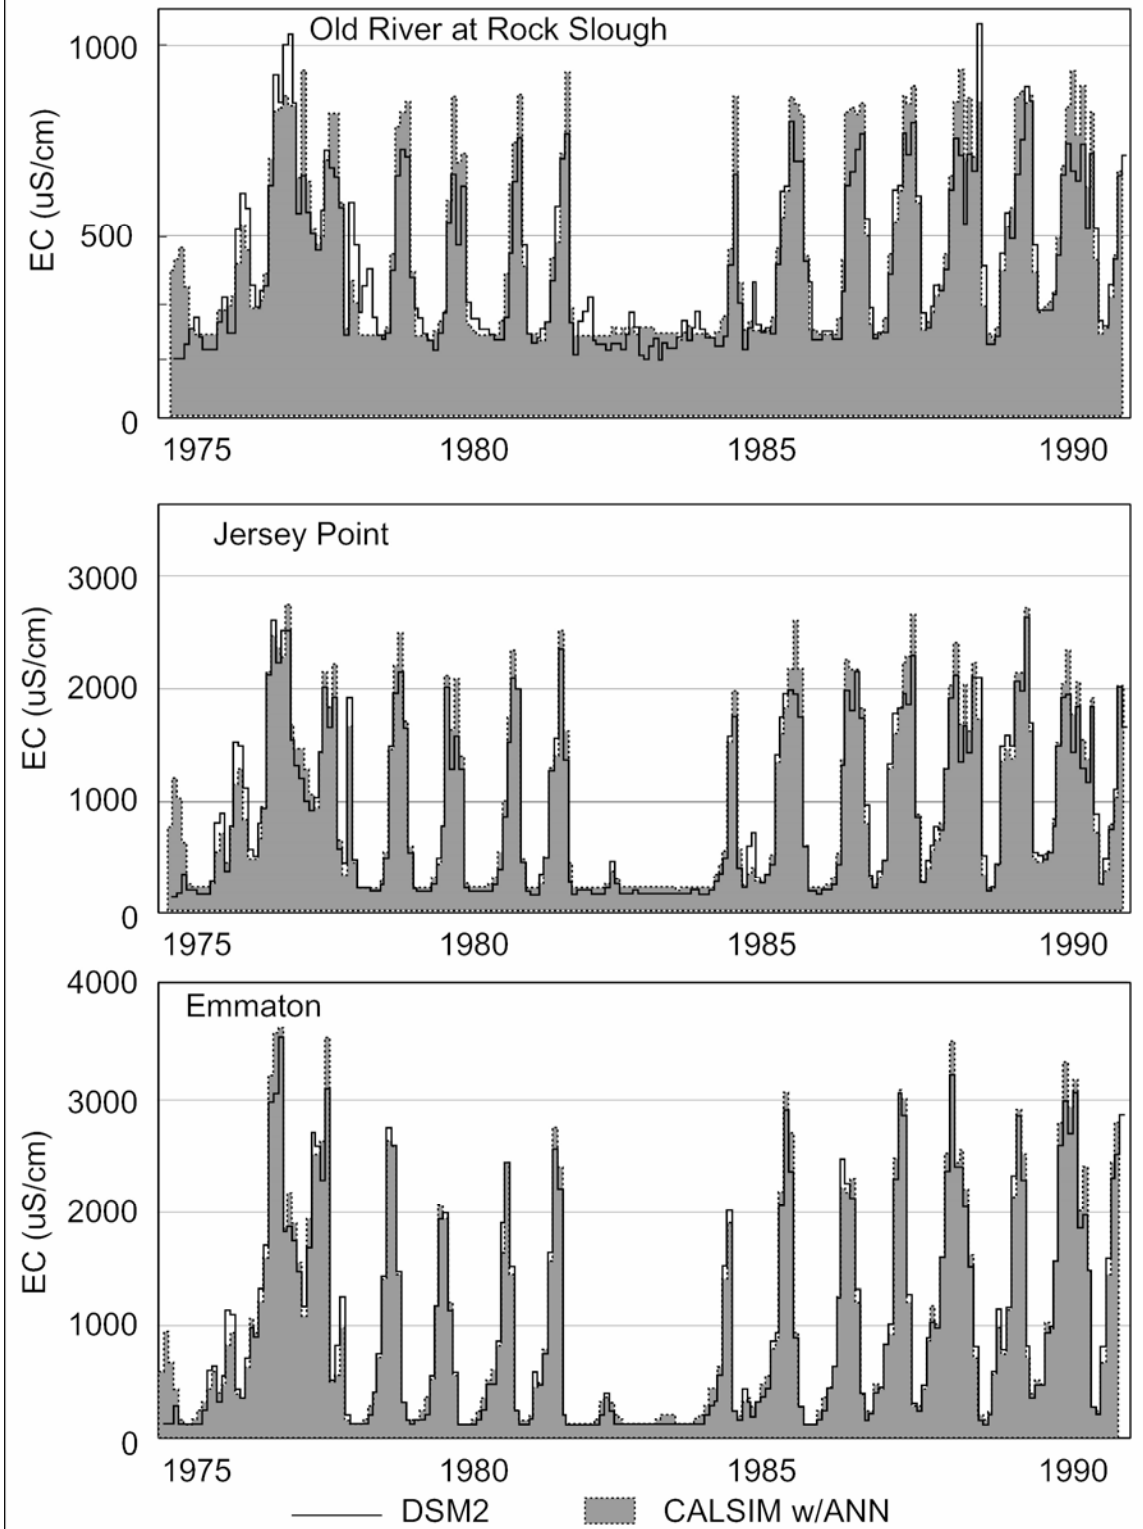 Old River at Rock Slough
EC (uS/cm)
1000
500
0
1975 1980 1985 1990
Jersey Point
EC (uS/cm)
3000
2000
1000
0
1975 1980 1985 1990
Emmaton
EC (uS/cm)
4000
3000
2000
1000
0
1975 1980 1985 1990
DSM2 CALSIM w/ANN